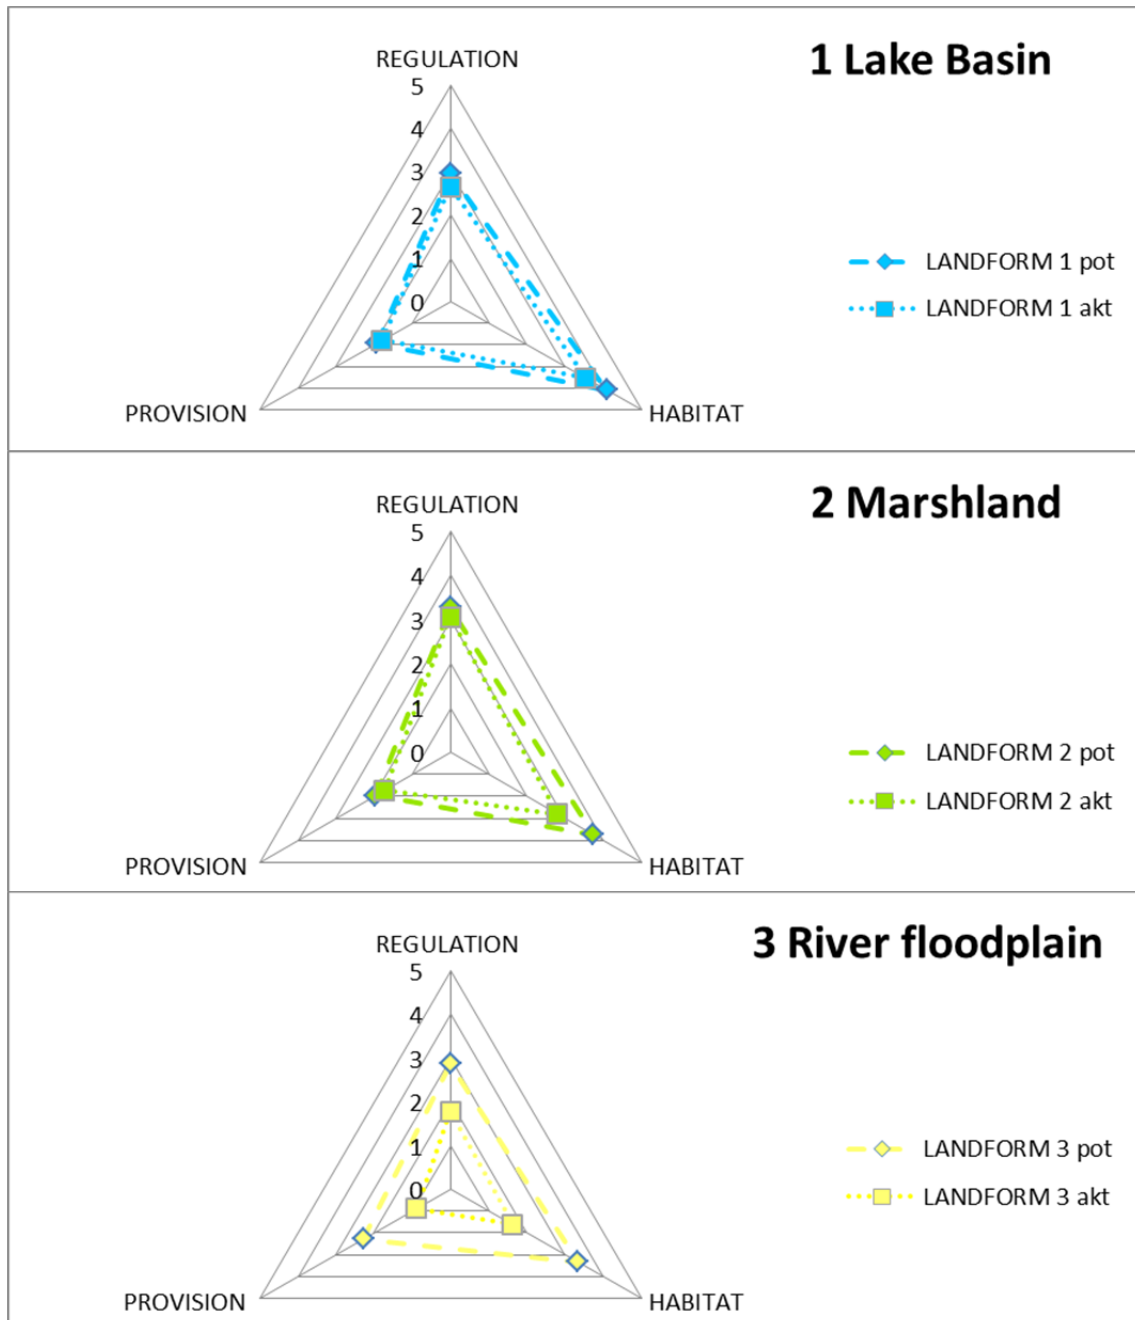 1 Lake Basin
REGULATION
5
4
3
2
1
0
PROVISION
HABITAT
LANDFORM 1 pot
LANDFORM 1 akt
2 Marshland
REGULATION
5
4
3
2
1
0
PROVISION
HABITAT
LANDFORM 2 pot
LANDFORM 2 akt
3 River floodplain
REGULATION
5
4
3
2
1
0
PROVISION
HABITAT
LANDFORM 3 pot
LANDFORM 3 akt